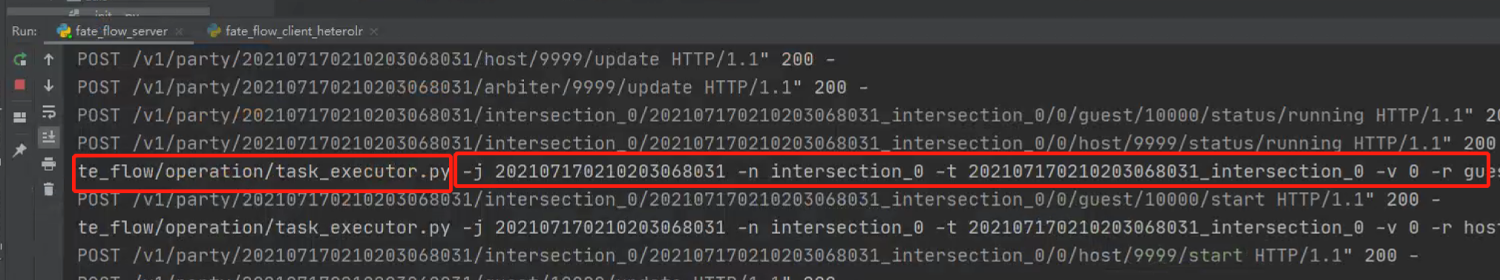 __init__.py
Run: fate_flow_server × fate_flow_client_heterolr ×
POST /v1/party/202107170210203068031/host/9999/update HTTP/1.1" 200 -
POST /v1/party/202107170210203068031/arbiter/9999/update HTTP/1.1" 200 -
POST /v1/party/202107170210203068031/intersection_0/202107170210203068031_intersection_0/0/guest/10000/status/running HTTP/1.1" 20
POST /v1/party/202107170210203068031/intersection_0/202107170210203068031_intersection_0/0/host/9999/status/running HTTP/1.1" 200
te_flow/operation/task_executor.py -j 202107170210203068031 -n intersection_0 -t 202107170210203068031_intersection_0 -v 0 -r gues
POST /v1/party/202107170210203068031/intersection_0/202107170210203068031_intersection_0/0/guest/10000/start HTTP/1.1" 200 -
te_flow/operation/task_executor.py -j 202107170210203068031 -n intersection_0 -t 202107170210203068031_intersection_0 -v 0 -r host
POST /v1/party/202107170210203068031/intersection_0/202107170210203068031_intersection_0/0/host/9999/start HTTP/1.1" 200 -